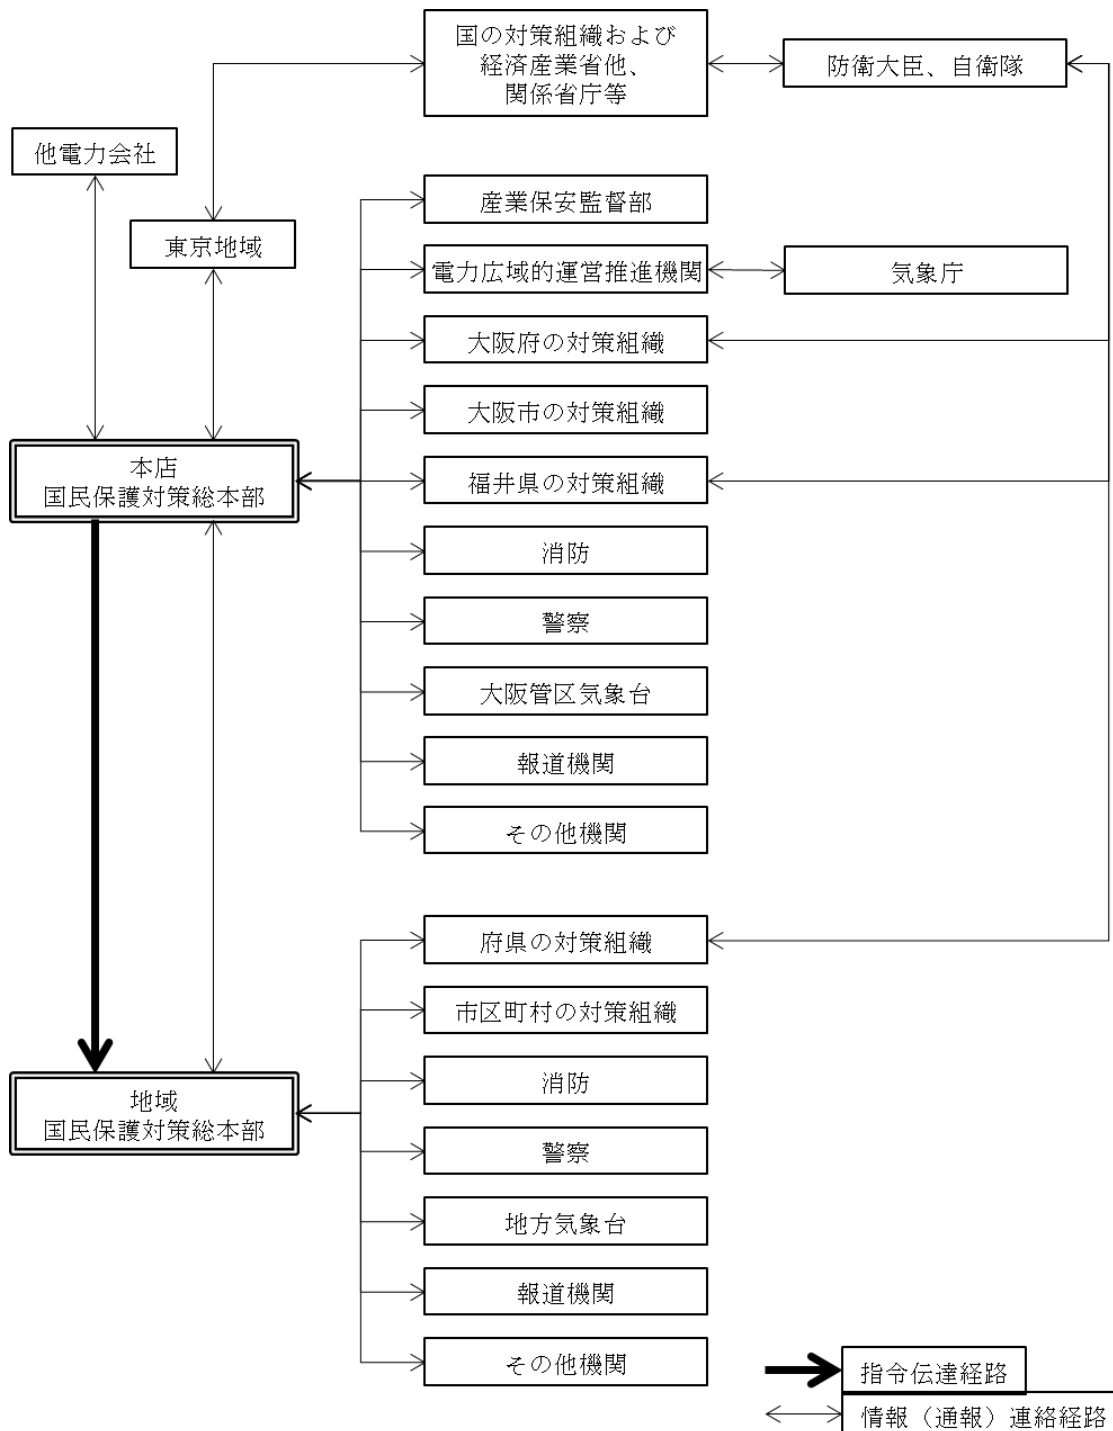 国の対策組織および
経済産業省他、
関係省庁等
防衛大臣、自衛隊
他電力会社
産業保安監督部
東京地域
電力広域的運営推進機関
気象庁
大阪府の対策組織
大阪市の対策組織
本店
国民保護対策総本部
福井県の対策組織
消防
警察
大阪管区気象台
報道機関
その他機関
府県の対策組織
市区町村の対策組織
消防
地域
国民保護対策総本部
警察
地方気象台
報道機関
その他機関
指令伝達経路
情報（通報）連絡経路